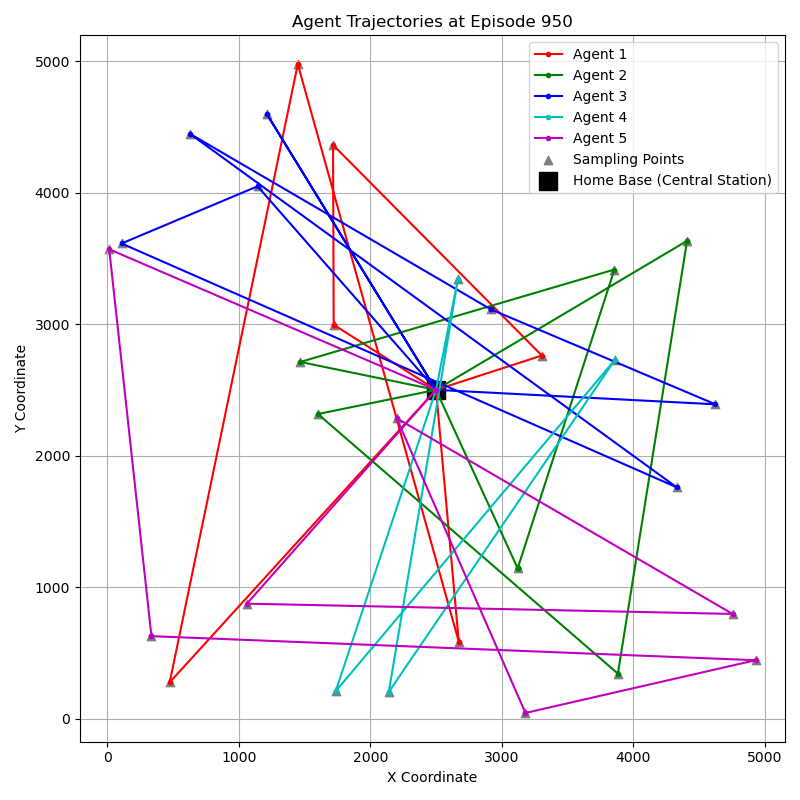 Agent Trajectories at Episode 950
Agent 1
Agent 2
Agent 3
Agent 4
Agent 5
Sampling Points
Home Base (Central Station)
Y Coordinate
5000
4000
3000
2000
1000
0
0 1000 2000 3000 4000 5000
X Coordinate